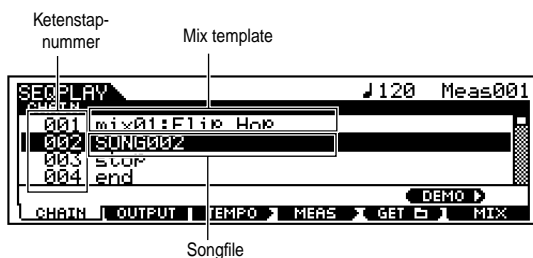 Ketenstap-
nummer
Mix template
SEQPLAY ♩120 Meas001
CHAIN
001 mix01:Flip Hop
002 SONG002
003 stop
004 end
DEMO
CHAIN OUTPUT TEMPO MEAS GET MIX
Songfile